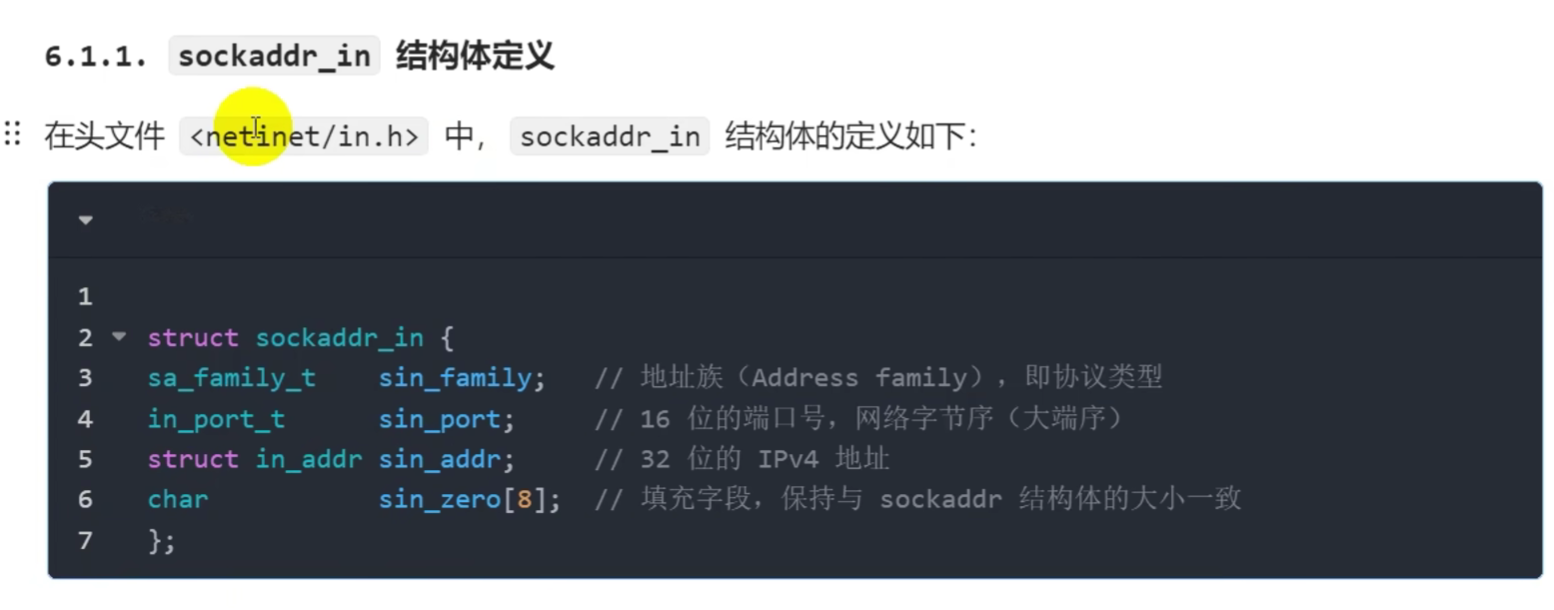 6.1.1. sockaddr_in 结构体定义
在头文件 <netinet/in.h> 中， sockaddr_in 结构体的定义如下：
1
2 struct sockaddr_in {
3 sa_family_t sin_family; // 地址族（Address family），即协议类型
4 in_port_t sin_port; // 16 位的端口号，网络字节序（大端序）
5 struct in_addr sin_addr; // 32 位的 IPv4 地址
6 char sin_zero[8]; // 填充字段，保持与 sockaddr 结构体的大小一致
7 };